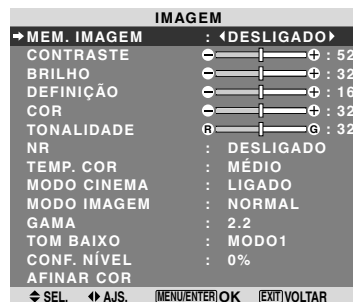 IMAGEM
MEM. IMAGEM : DESLIGADO
CONTRASTE : 52
BRILHO : 32
DEFINIÇÃO : 16
COR : 32
TONALIDADE R G : 32
NR : DESLIGADO
TEMP. COR : MÉDIO
MODO CINEMA : LIGADO
MODO IMAGEM : NORMAL
GAMA : 2.2
TOM BAIXO : MODO1
CONF. NÍVEL : 0%
AFINAR COR
SEL. AJS. MENU/ENTER OK EXIT VOLTAR